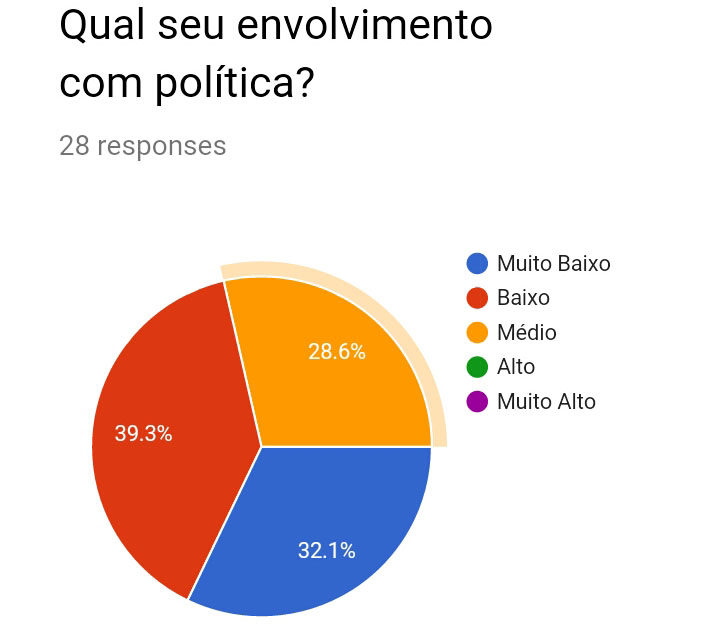 Qual seu envolvimento
com política?
28 responses
Muito Baixo
Baixo
Médio
Alto
Muito Alto
28.6%
39.3%
32.1%